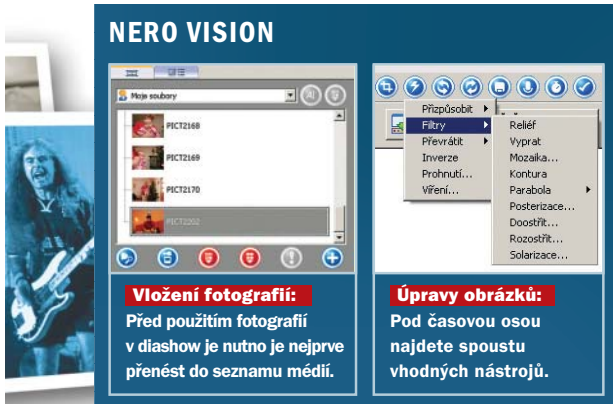 NERO VISION
Moje soubory
PICT2168
PICT2169
PICT2170
PICT2202
Přizpůsobit
Filtry
Převrátit
Inverze
Prohnutí...
Víření...
Reliéf
Vyprat
Mozaika...
Kontura
Parabola
Posterizace...
Doostřit...
Rozostřit...
Solarizace...
Vložení fotografií:
Před použitím fotografií
v diashow je nutno je nejprve
přenést do seznamu médií.
Úpravy obrázků:
Pod časovou osou
najdete spoustu
vhodných nástrojů.